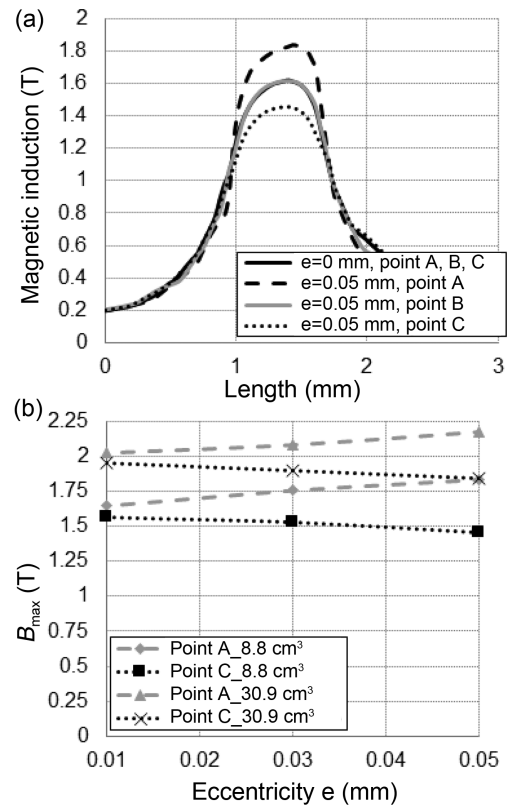 (a)
Magnetic induction (T)
2
1.8
1.6
1.4
1.2
1
0.8
0.6
0.4
0.2
0
e=0 mm, point A, B, C
e=0.05 mm, point A
e=0.05 mm, point B
e=0.05 mm, point C
0 1 2 3
Length (mm)
(b)
Bmax (T)
2.25
2
1.75
1.5
1.25
1
0.75
0.5
0.25
0
Point A_8.8 cm³
Point C_8.8 cm³
Point A_30.9 cm³
Point C_30.9 cm³
0.01 0.02 0.03 0.04 0.05
Eccentricity e (mm)